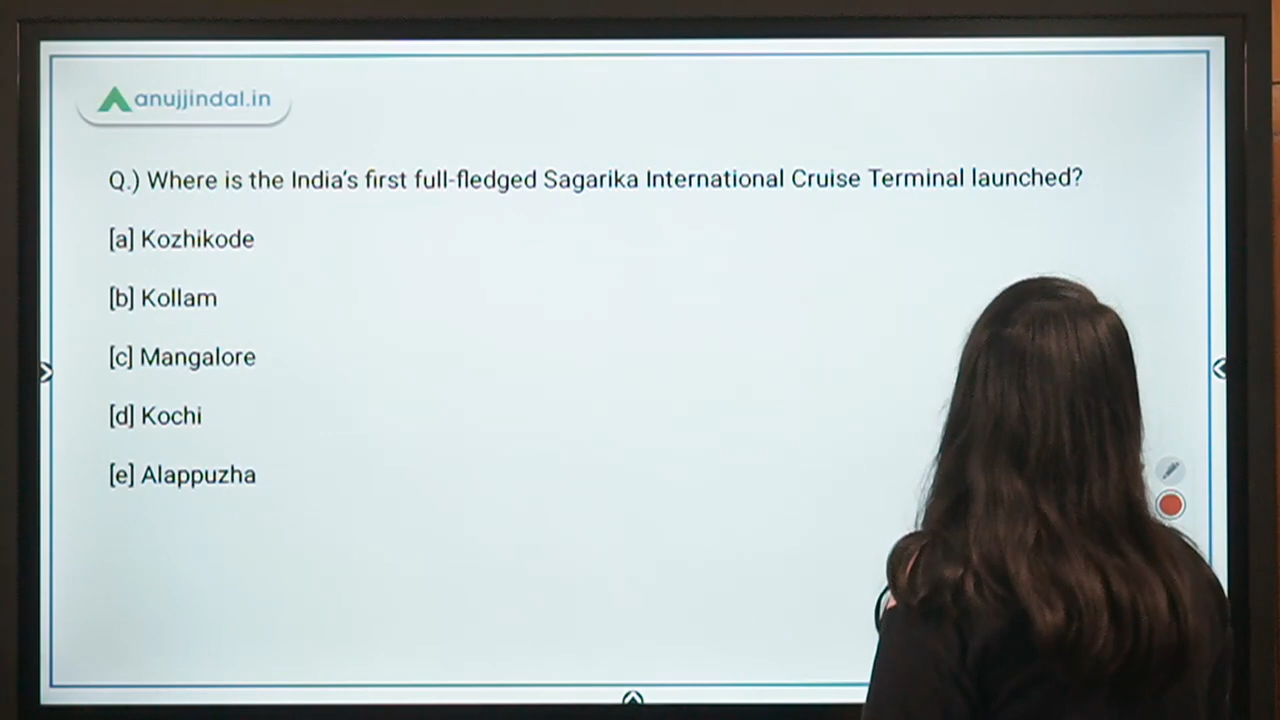 anujjindal.in
Q.) Where is the India's first full-fledged Sagarika International Cruise Terminal launched?
[a] Kozhikode
[b] Kollam
[c] Mangalore
[d] Kochi
[e] Alappuzha